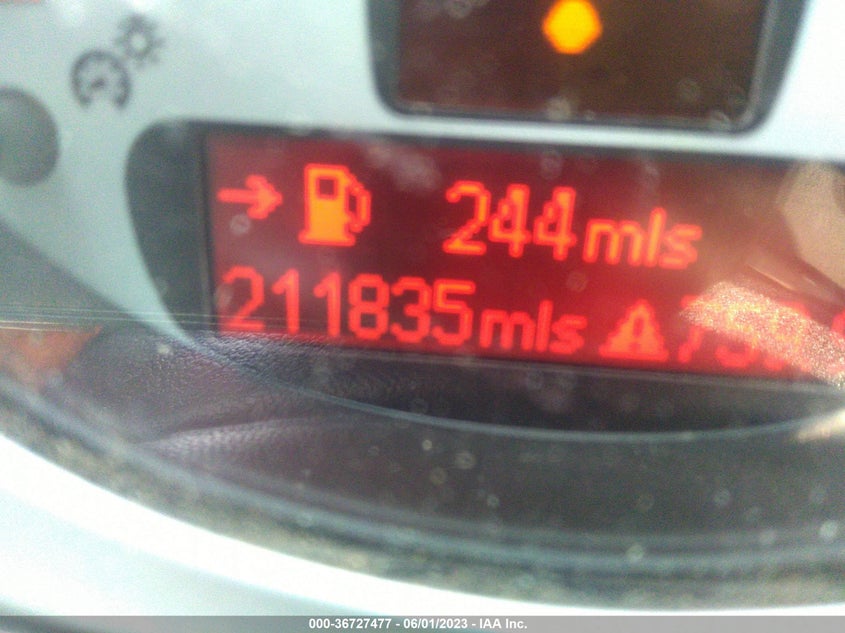 244 mls
211835 mls
000-36727477 - 06/01/2023 - IAA Inc.